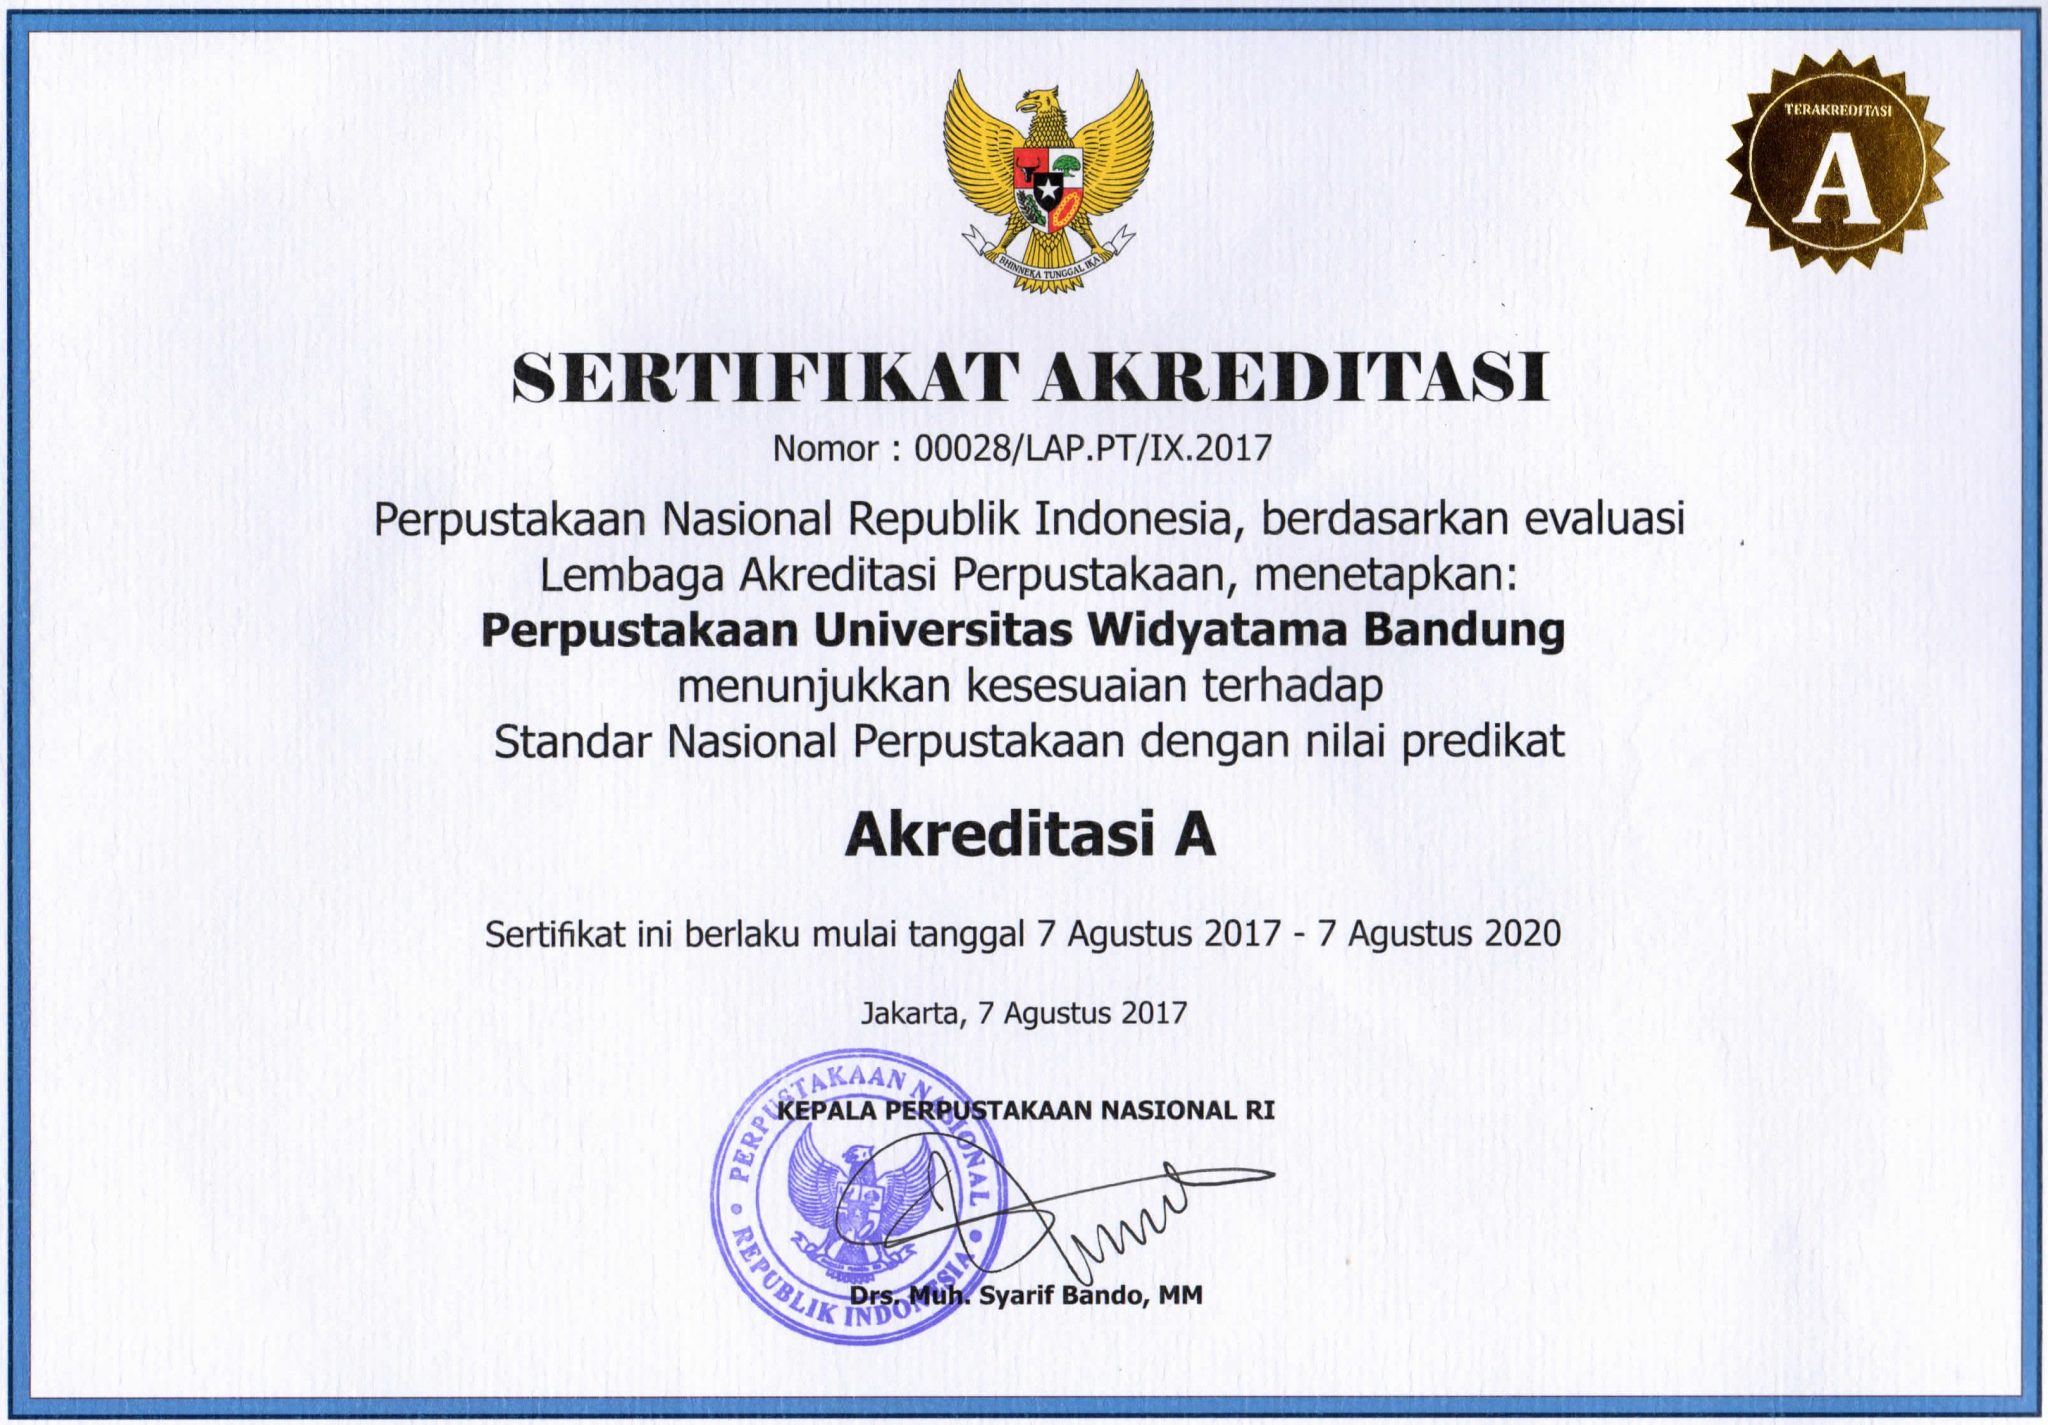 TERAKREDITASI
A
BHINNEKA TUNGGAL IKA
SERTIFIKAT AKREDITASI
Nomor : 00028/LAP.PT/IX.2017
Perpustakaan Nasional Republik Indonesia, berdasarkan evaluasi
Lembaga Akreditasi Perpustakaan, menetapkan:
Perpustakaan Universitas Widyatama Bandung
menunjukkan kesesuaian terhadap
Standar Nasional Perpustakaan dengan nilai predikat
Akreditasi A
Sertifikat ini berlaku mulai tanggal 7 Agustus 2017 - 7 Agustus 2020
Jakarta, 7 Agustus 2017
KEPALA PERPUSTAKAAN NASIONAL RI
PERPUSTAKAAN NASIONAL
REPUBLIK INDONESIA
Drs. Muh. Syarif Bando, MM